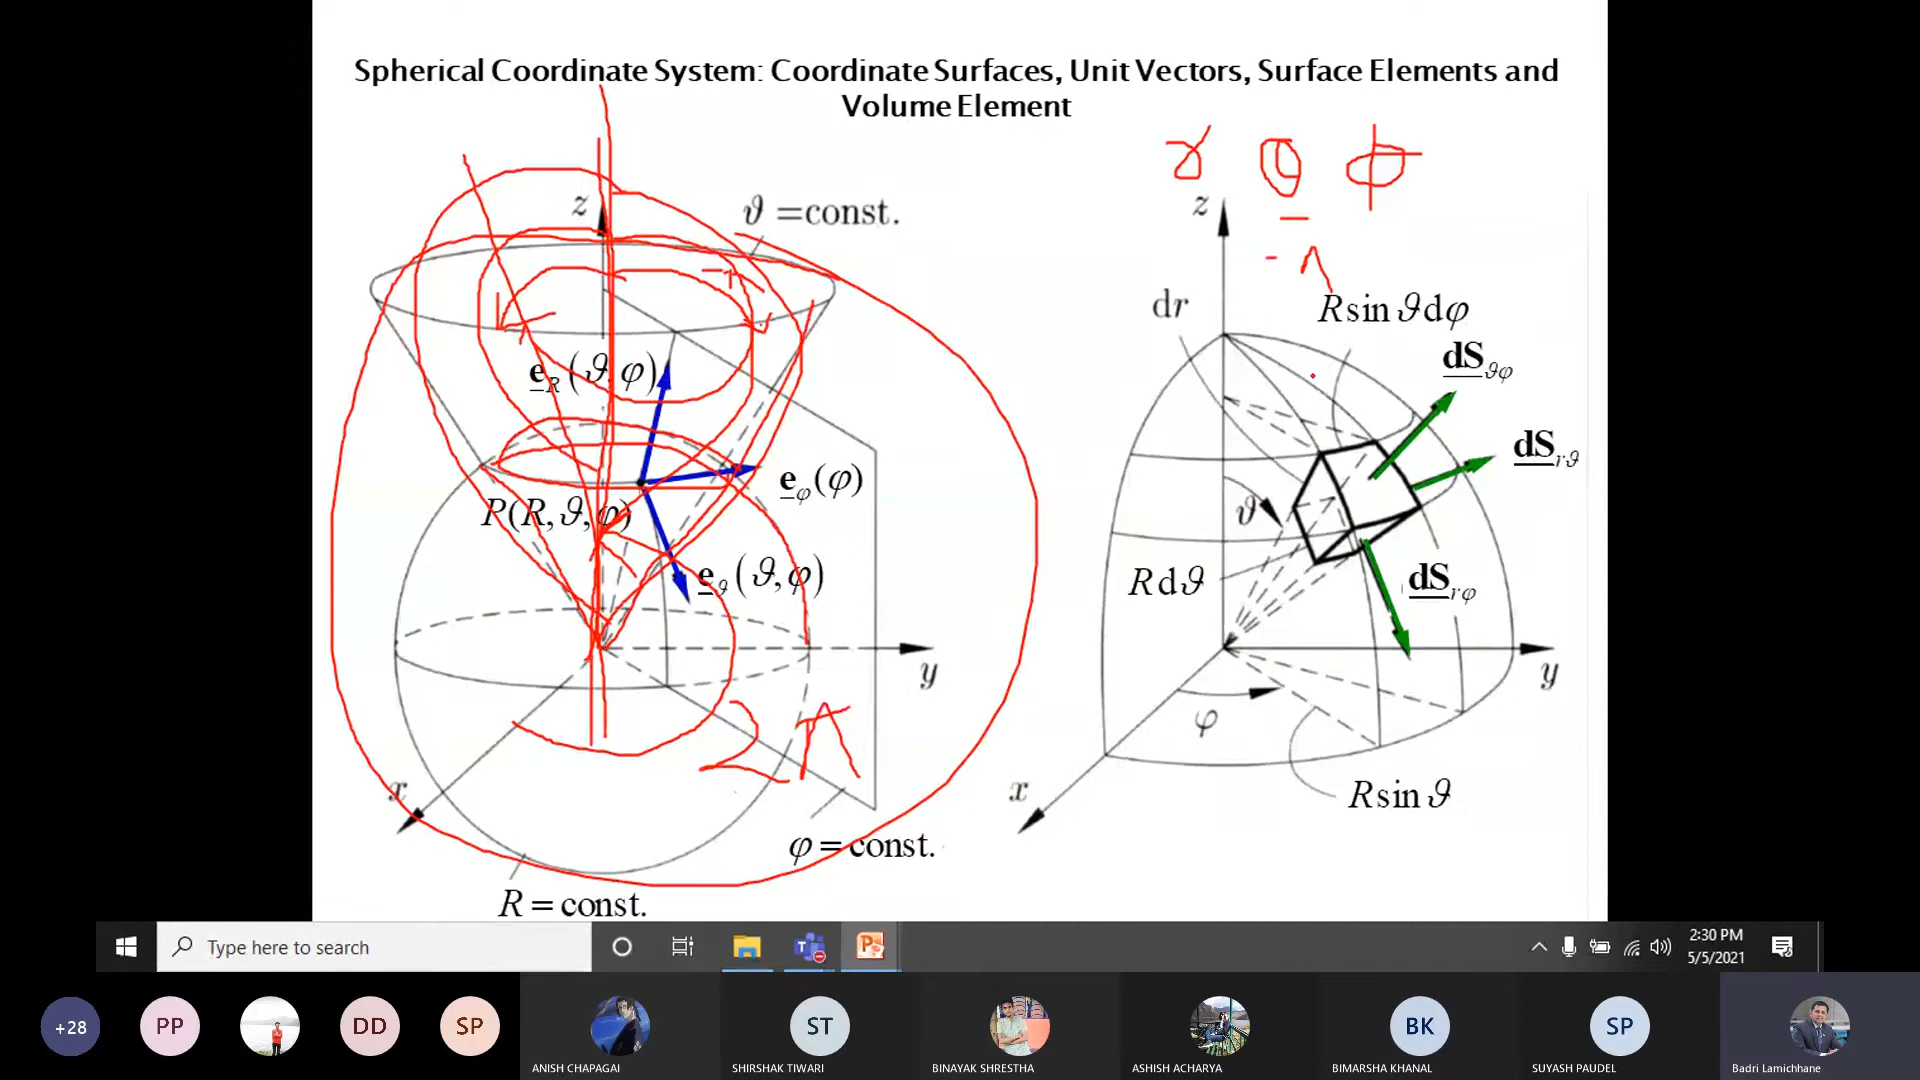 Spherical Coordinate System: Coordinate Surfaces, Unit Vectors, Surface Elements and
Volume Element
r θ ϕ
z
ϑ =const.
z
- π
dr
R sin ϑdφ
e_R (ϑ, φ)
dS_ϑφ
dS_rϑ
e_φ (φ)
P(R, ϑ, φ)
ϑ
e_ϑ (ϑ, φ)
R dϑ
dS_rφ
y
y
φ
2 π
x
x
R sin ϑ
φ = const.
R = const.
Type here to search
2:30 PM
5/5/2021
+28
PP
DD
SP
ST
BK
SP
ANISH CHAPAGAI
SHIRSHAK TIWARI
BINAYAK SHRESTHA
ASHISH ACHARYA
BIMARSHA KHANAL
SUYASH PAUDEL
Badri Lamichhane